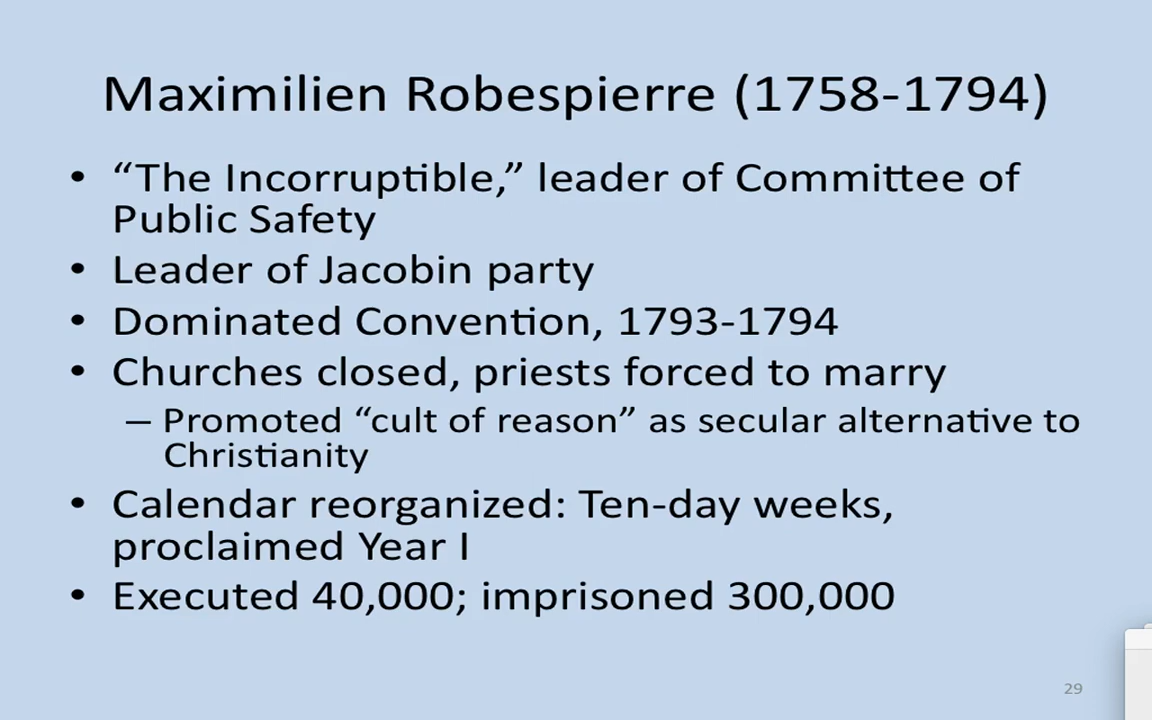 Maximilien Robespierre (1758-1794)
• “The Incorruptible,” leader of Committee of
Public Safety
• Leader of Jacobin party
• Dominated Convention, 1793-1794
• Churches closed, priests forced to marry
– Promoted “cult of reason” as secular alternative to
Christianity
• Calendar reorganized: Ten-day weeks,
proclaimed Year I
• Executed 40,000; imprisoned 300,000
29